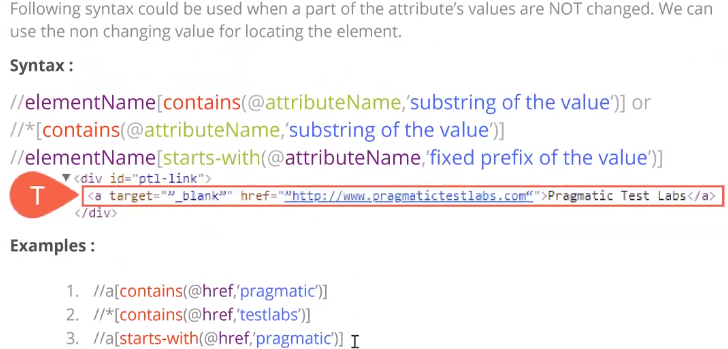 Following syntax could be used when a part of the attribute’s values are NOT changed. We can
use the non changing value for locating the element.
Syntax :
//elementName[contains(@attributeName,’substring of the value’)] or
//*[contains(@attributeName,’substring of the value’)]
//elementName[starts-with(@attributeName,’fixed prefix of the value’)]
▼<div id="ptl-link">
T <a target="”_blank”" href="”http://www.pragmatictestlabs.com“">Pragmatic Test Labs</a>
</div>
Examples :
1. //a[contains(@href,’pragmatic’)]
2. //*[contains(@href,’testlabs’)]
3. //a[starts-with(@href,’pragmatic’)]